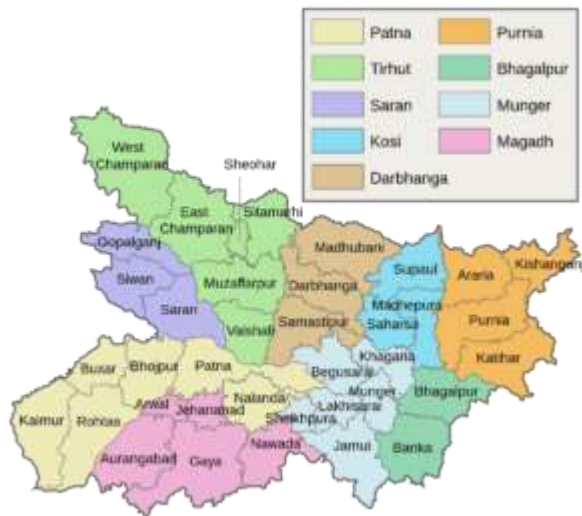 Patna
Purnia
Tirhut
Bhagalpur
Saran
Munger
Kosi
Magadh
Darbhanga
West
Champaran
Sheohar
East
Champaran
Sitamarhi
Gopalganj
Madhubani
Siwan
Muzaffarpur
Darbhanga
Supaul
Araria
Kishanganj
Saran
Vaishali
Samastipur
Madhepura
Saharsa
Purnia
Buxar
Bhojpur
Patna
Begusarai
Khagaria
Katihar
Kaimur
Rohtas
Arwal
Jehanabad
Nalanda
Sheikhpura
Lakhisarai
Munger
Bhagalpur
Aurangabad
Gaya
Nawada
Jamui
Banka